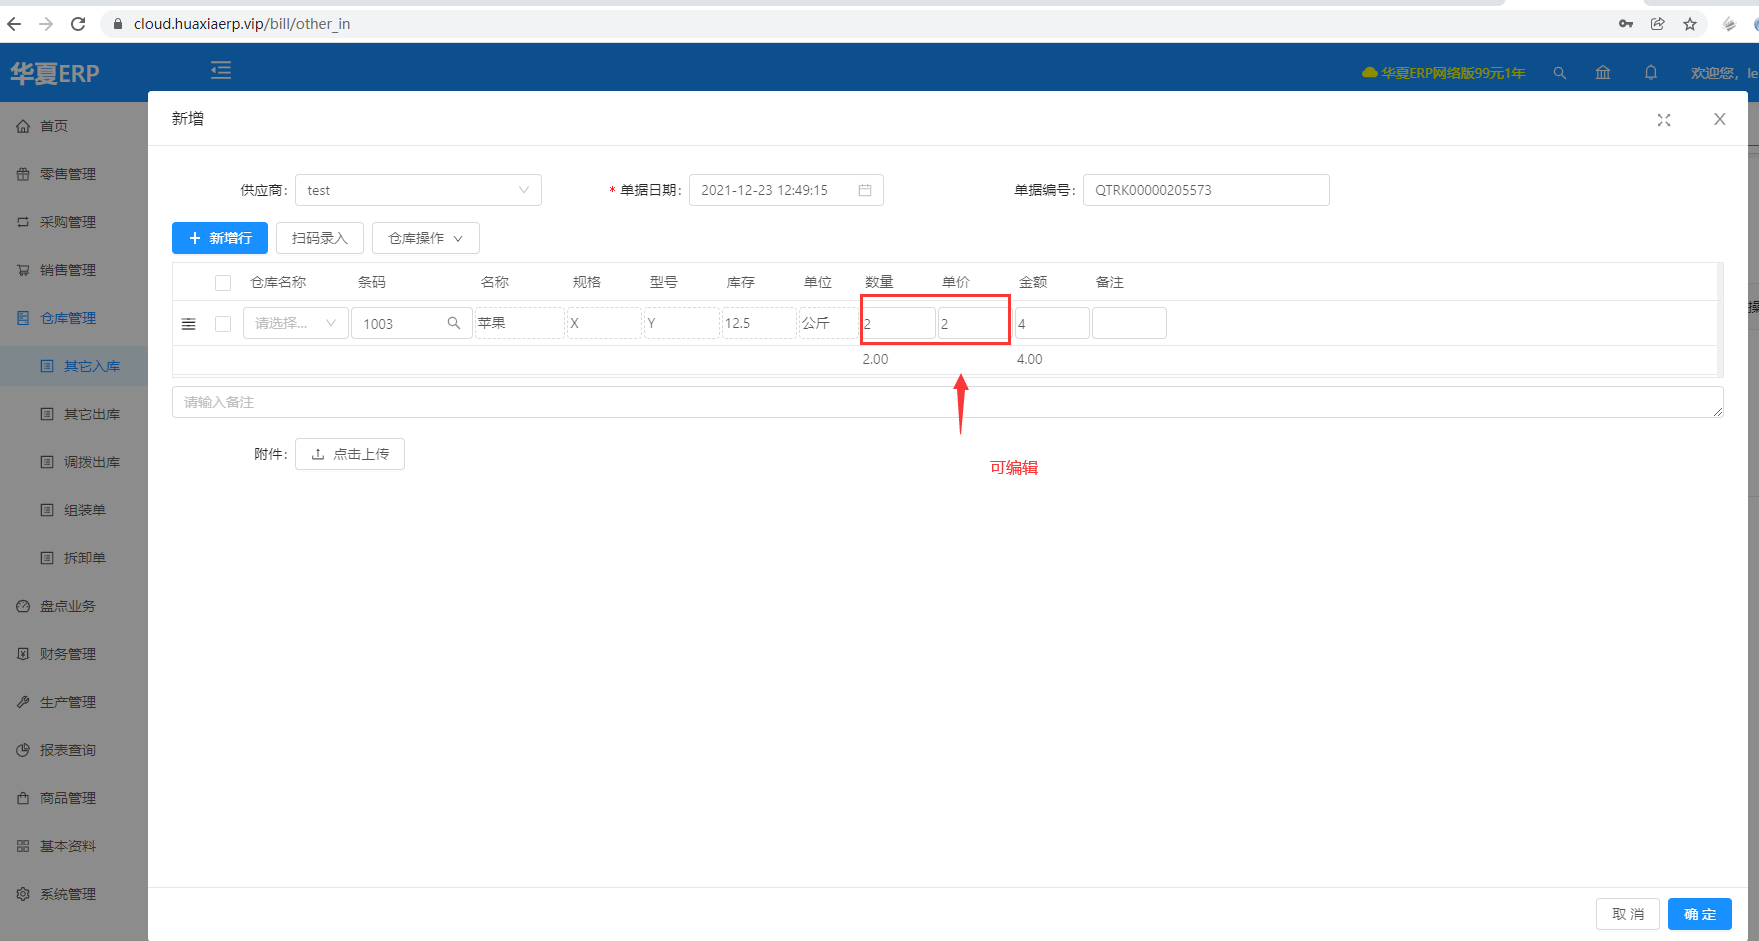 cloud.huaxiaerp.vip/bill/other_in
华夏ERP
华夏ERP网络版99元1年
欢迎您，le
首页
零售管理
采购管理
销售管理
仓库管理
其它入库
其它出库
调拨出库
组装单
拆卸单
盘点业务
财务管理
生产管理
报表查询
商品管理
基本资料
系统管理
新增
供应商: test
* 单据日期: 2021-12-23 12:49:15
单据编号: QTRK00000205573
新增行 扫码录入 仓库操作
仓库名称 条码 名称 规格 型号 库存 单位 数量 单价 金额 备注
请选择... 1003 苹果 X Y 12.5 公斤 2 2 4
2.00 4.00
请输入备注
附件: 点击上传
可编辑
取 消 确 定